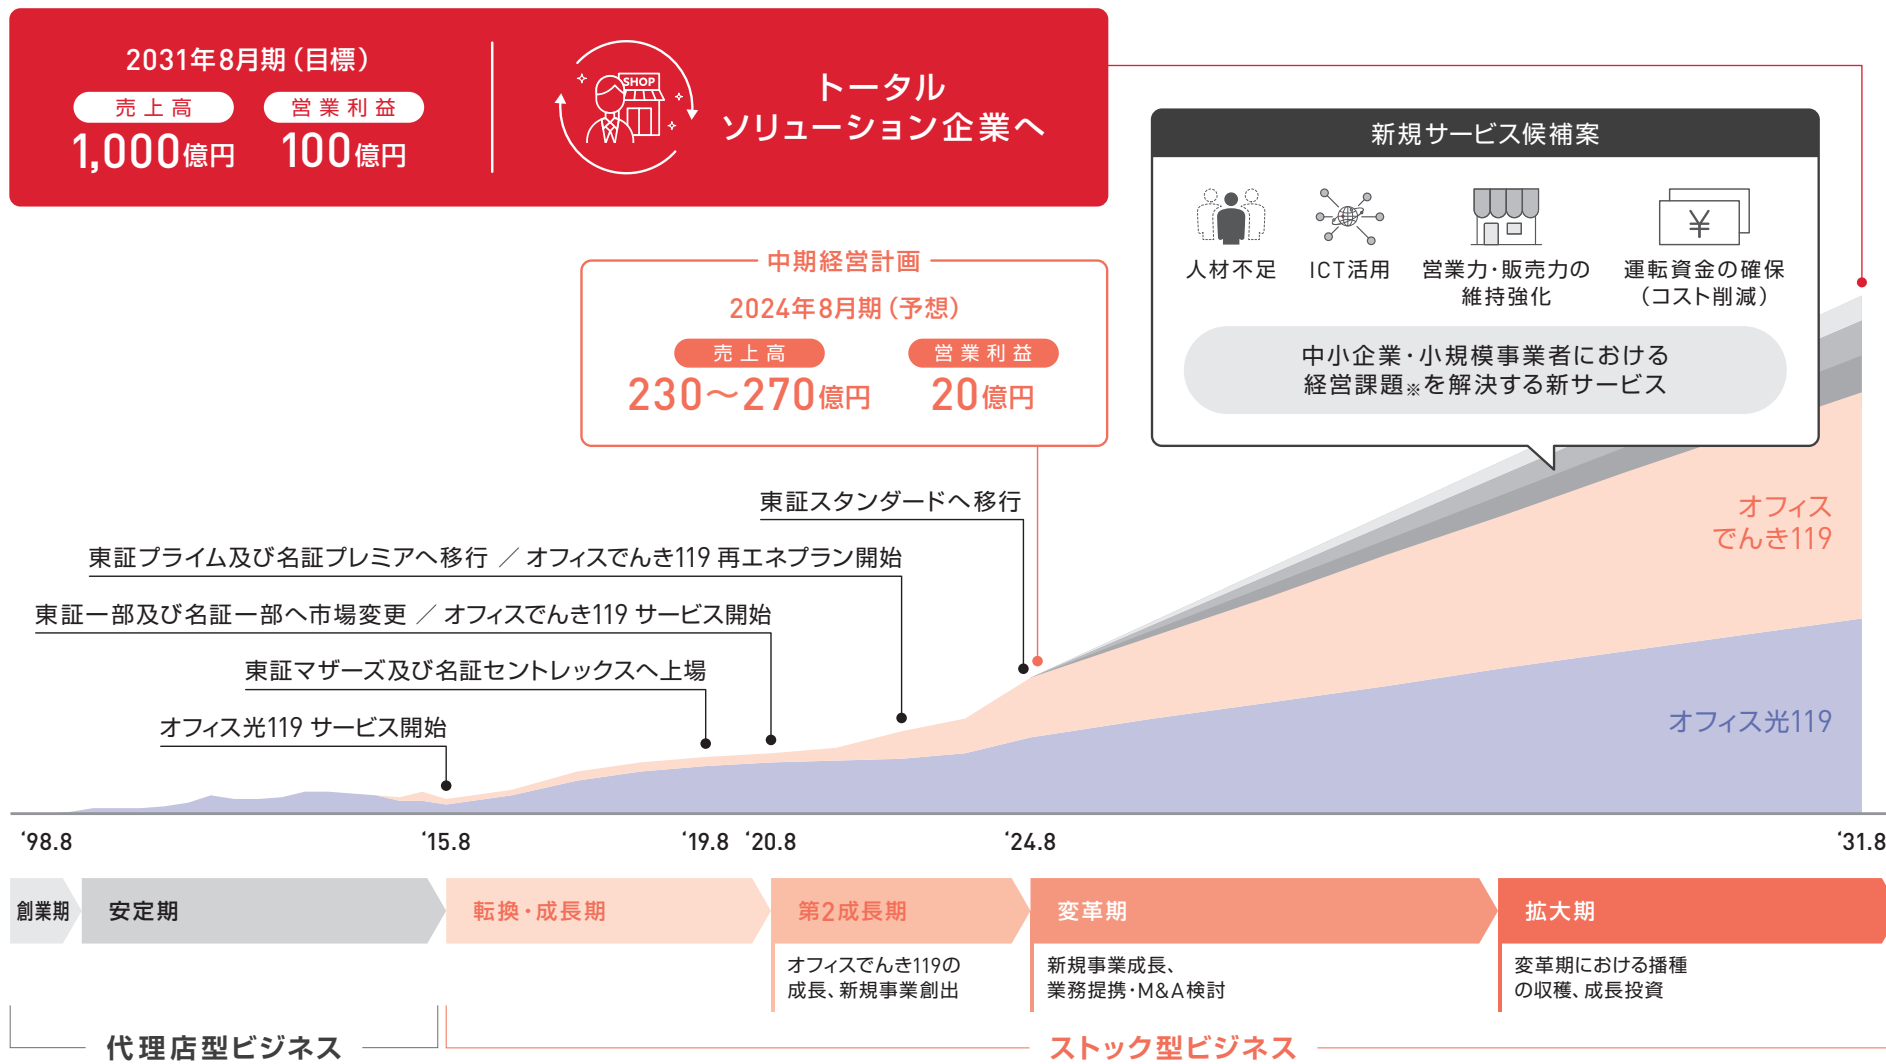 2031年8月期（目標）
売上高
1,000億円
営業利益
100億円
SHOP
トータル
ソリューション企業へ
新規サービス候補案
人材不足
ICT活用
営業力・販売力の
維持強化
運転資金の確保
（コスト削減）
中小企業・小規模事業者における
経営課題※を解決する新サービス
中期経営計画
2024年8月期（予想）
売上高
230〜270億円
営業利益
20億円
東証スタンダードへ移行
東証プライム及び名証プレミアへ移行 ／ オフィスでんき119 再エネプラン開始
東証一部及び名証一部へ市場変更 ／ オフィスでんき119 サービス開始
東証マザーズ及び名証セントレックスへ上場
オフィス光119 サービス開始
オフィス
でんき119
オフィス光119
‘98.8
‘15.8
‘19.8
‘20.8
‘24.8
‘31.8
創業期
安定期
転換・成長期
第2成長期
変革期
拡大期
オフィスでんき119の
成長、新規事業創出
新規事業成長、
業務提携・M&A検討
変革期における播種
の収穫、成長投資
代理店型ビジネス
ストック型ビジネス